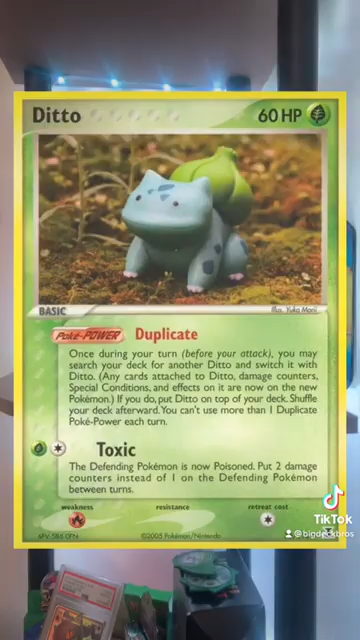 Ditto
60 HP
BASIC
Illus. Yuka Morii
Poké-POWER Duplicate
Once during your turn (before your attack), you may
search your deck for another Ditto and switch it with
Ditto. (Any cards attached to Ditto, damage counters,
Special Conditions, and effects on it are now on the new
Pokémon.) If you do, put Ditto on top of your deck. Shuffle
your deck afterward. You can't use more than 1 Duplicate
Poké-Power each turn.
Toxic
The Defending Pokémon is now Poisoned. Put 2 damage
counters instead of 1 on the Defending Pokémon
between turns.
weakness resistance retreat cost
©2005 Pokémon/Nintendo
TikTok
@bigdeckbros